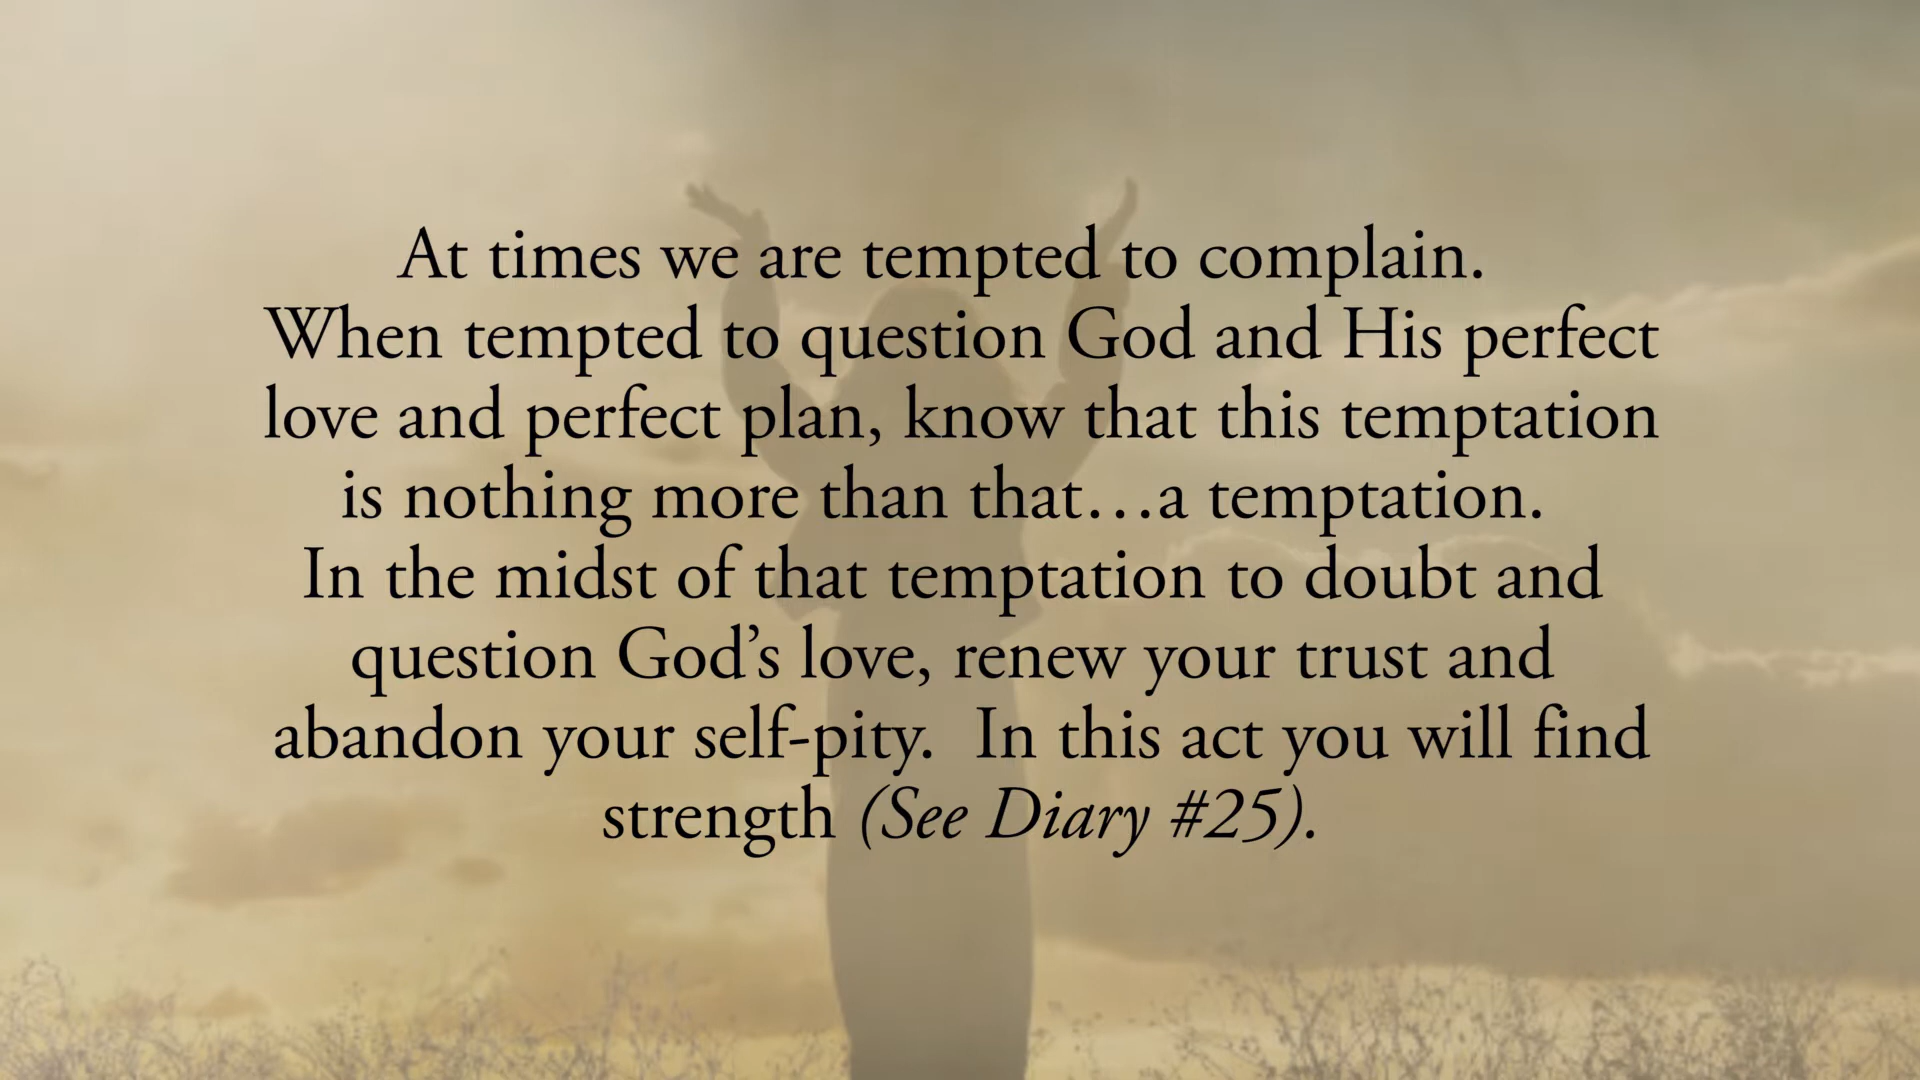 At times we are tempted to complain.
When tempted to question God and His perfect
love and perfect plan, know that this temptation
is nothing more than that…a temptation.
In the midst of that temptation to doubt and
question God’s love, renew your trust and
abandon your self-pity.  In this act you will find
strength (See Diary #25).